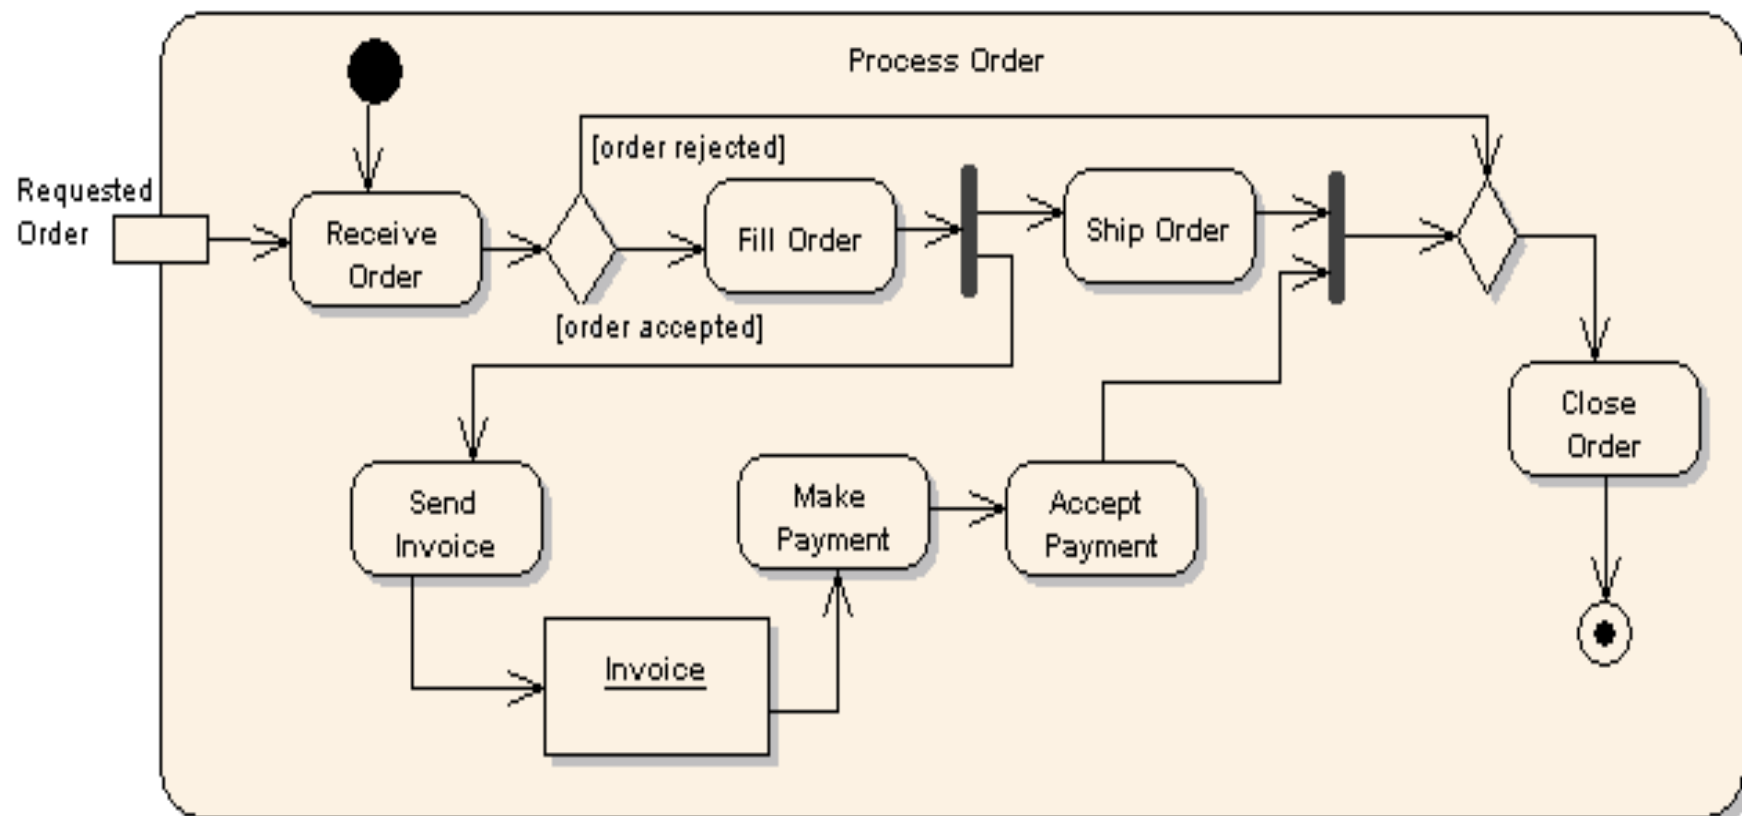 Process Order
[order rejected]
Requested
Order
Receive
Order
Fill Order
Ship Order
[order accepted]
Close
Order
Send
Invoice
Make
Payment
Accept
Payment
Invoice